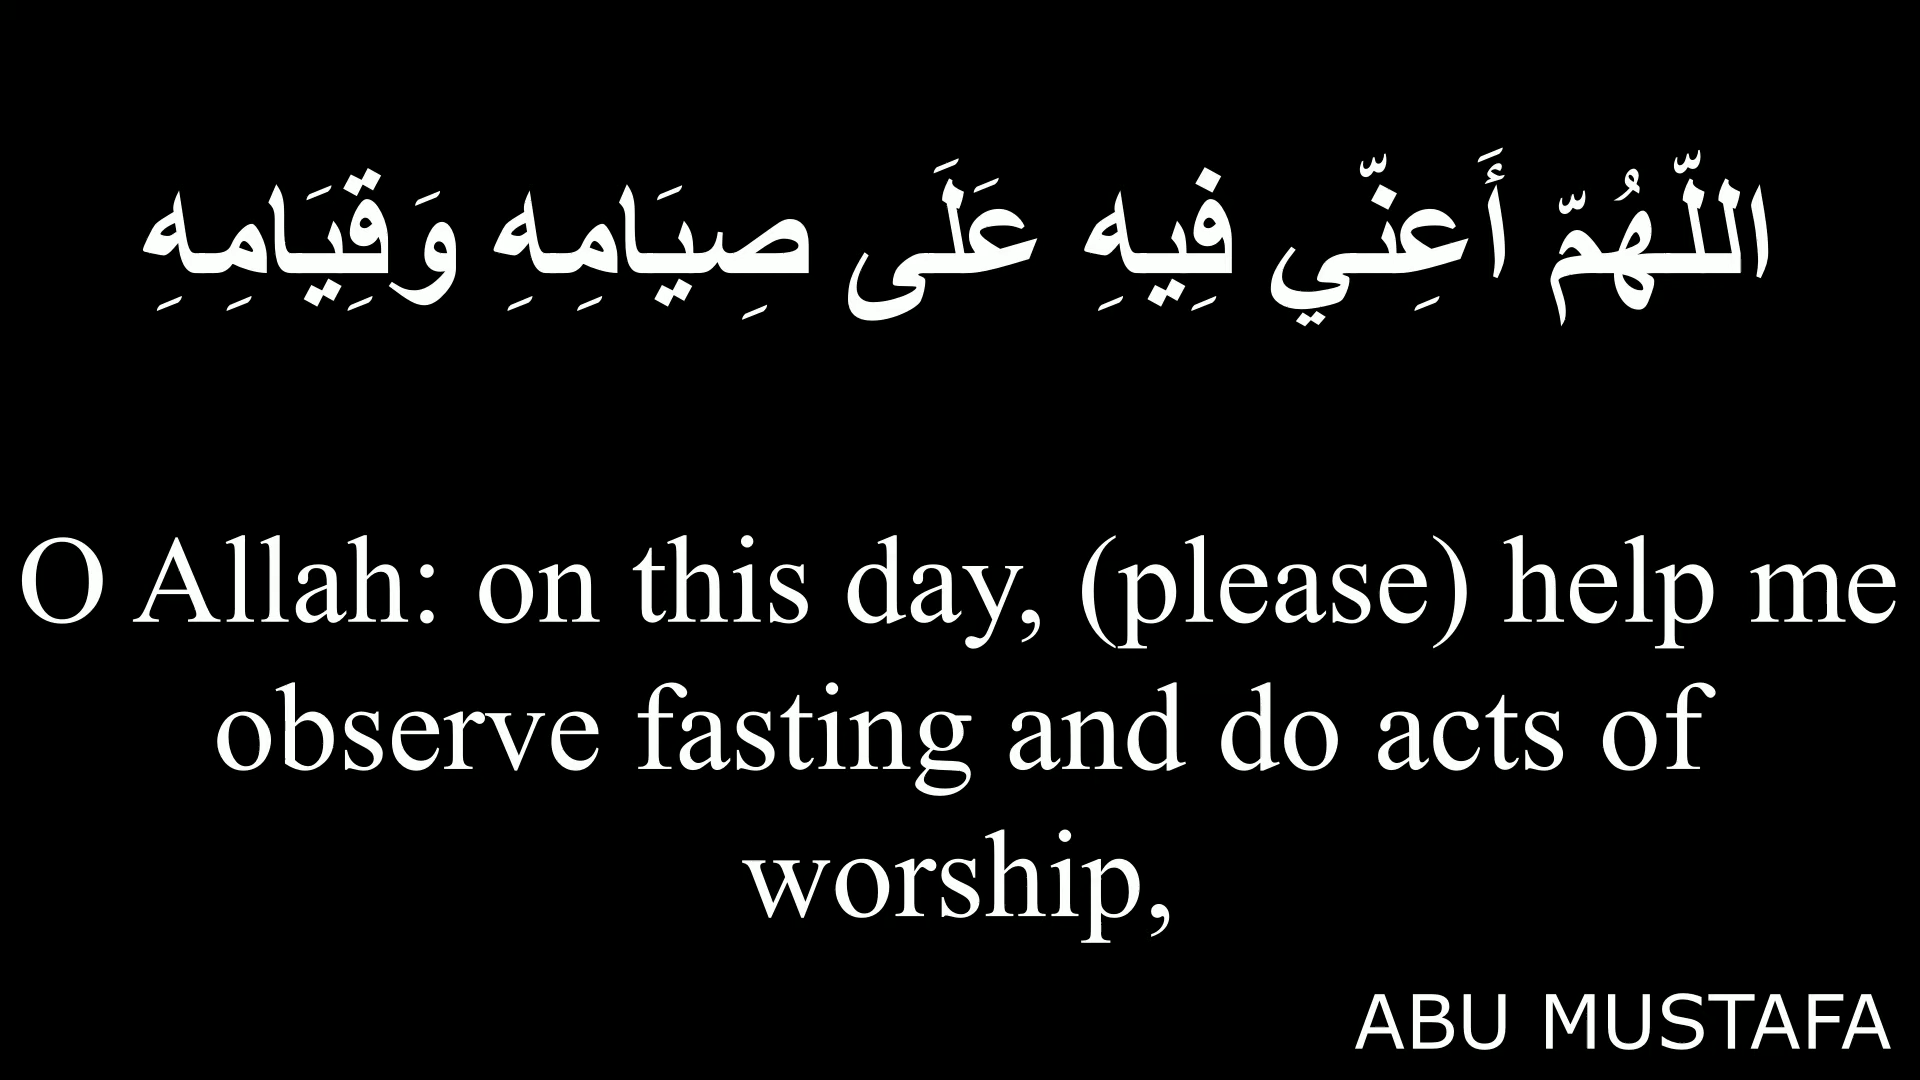 اللّهُمّ أَعِنّي فِيهِ عَلَى صِيَامِهِ وَقِيَامِهِ
O Allah: on this day, (please) help me
observe fasting and do acts of
worship,
ABU MUSTAFA